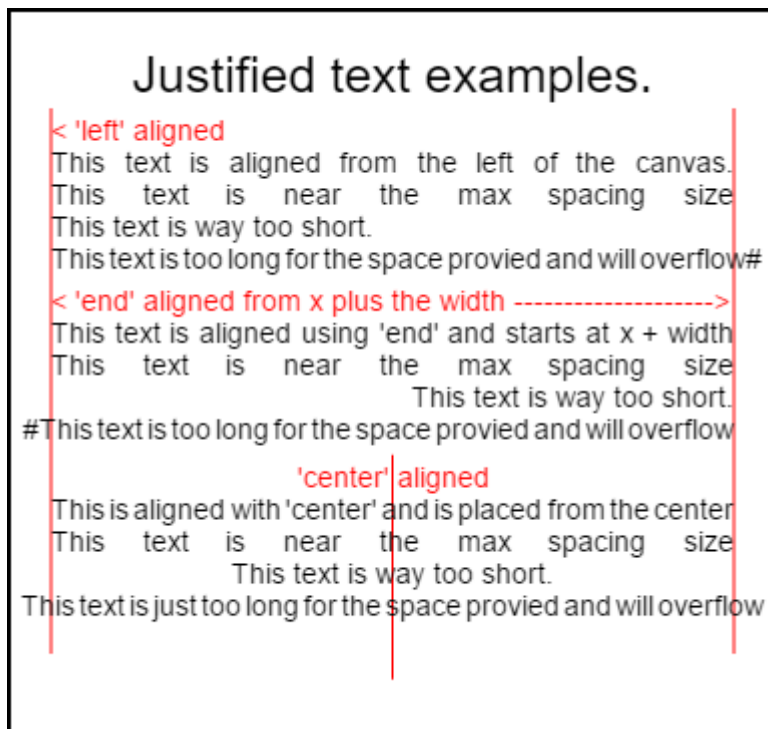 Justified text examples.
< 'left' aligned
This text is aligned from the left of the canvas.
This text is near the max spacing size
This text is way too short.
This text is too long for the space provied and will overflow#
< 'end' aligned from x plus the width -------------------->
This text is aligned using 'end' and starts at x + width
This text is near the max spacing size
This text is way too short.
#This text is too long for the space provied and will overflow
'center' aligned
This is aligned with 'center' and is placed from the center
This text is near the max spacing size
This text is way too short.
This text is just too long for the space provied and will overflow